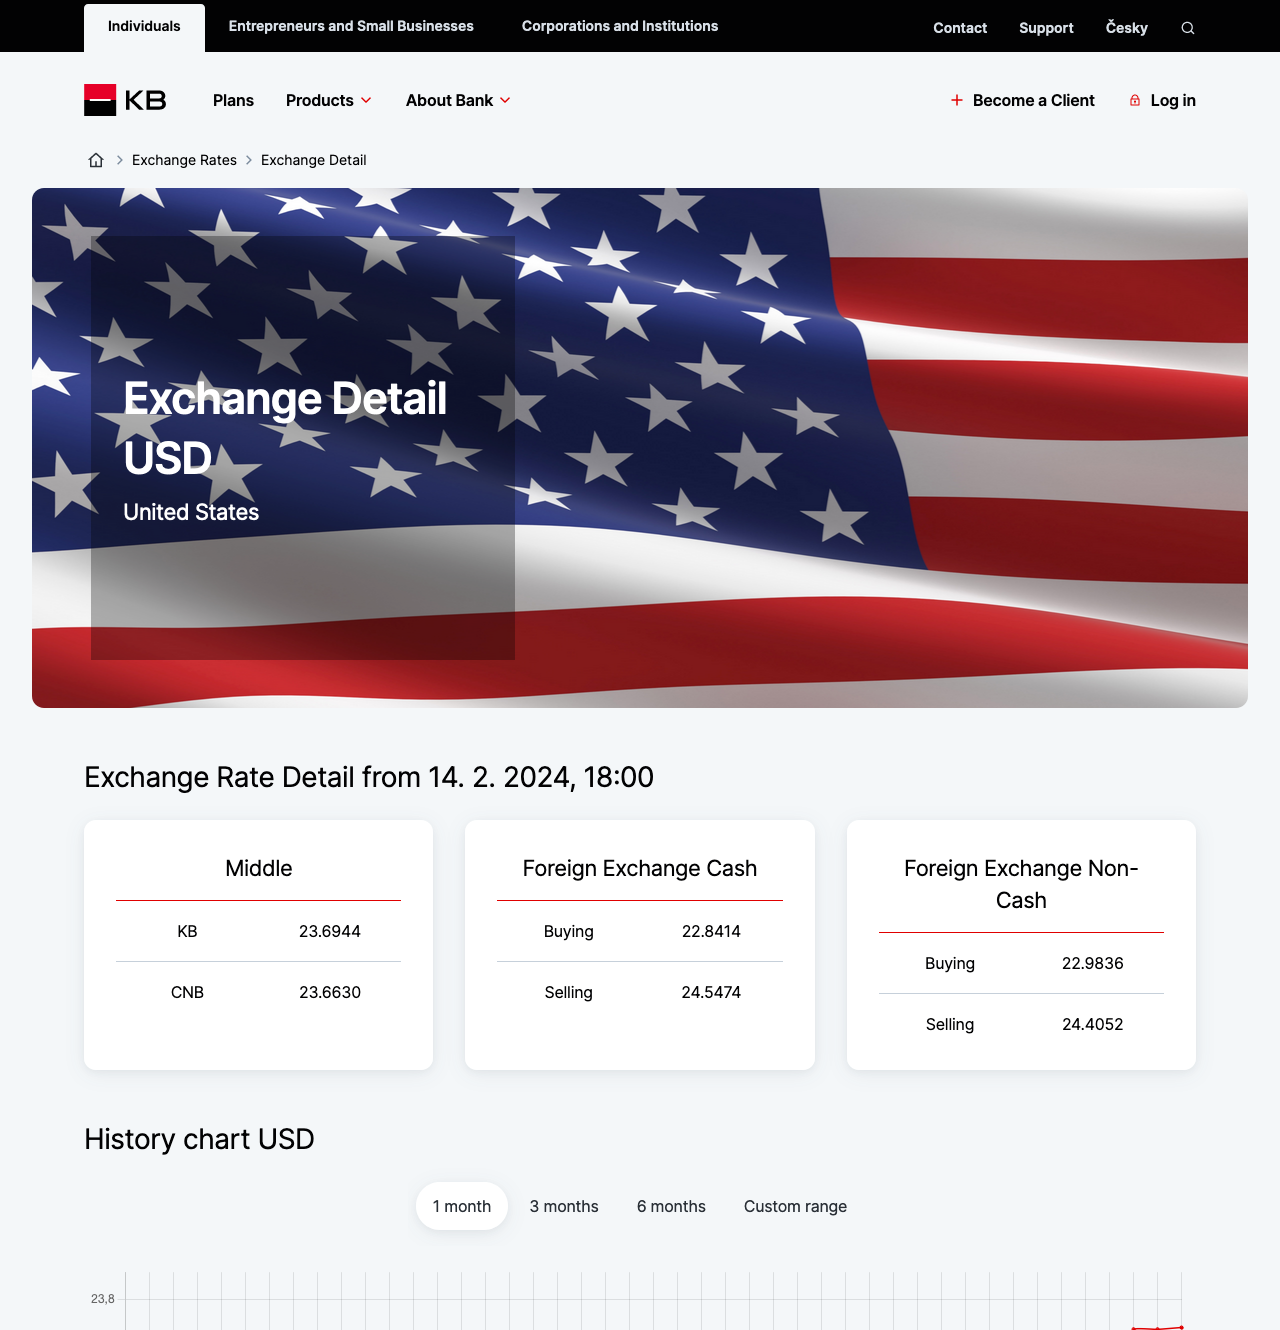 Individuals
Entrepreneurs and Small Businesses
Corporations and Institutions
Contact
Support
Česky
KB
Plans
Products
About Bank
Become a Client
Log in
Exchange Rates
Exchange Detail
Exchange Detail
USD
United States
Exchange Rate Detail from 14. 2. 2024, 18:00
Middle
KB 23.6944
CNB 23.6630
Foreign Exchange Cash
Buying 22.8414
Selling 24.5474
Foreign Exchange Non-
Cash
Buying 22.9836
Selling 24.4052
History chart USD
1 month
3 months
6 months
Custom range
23,8